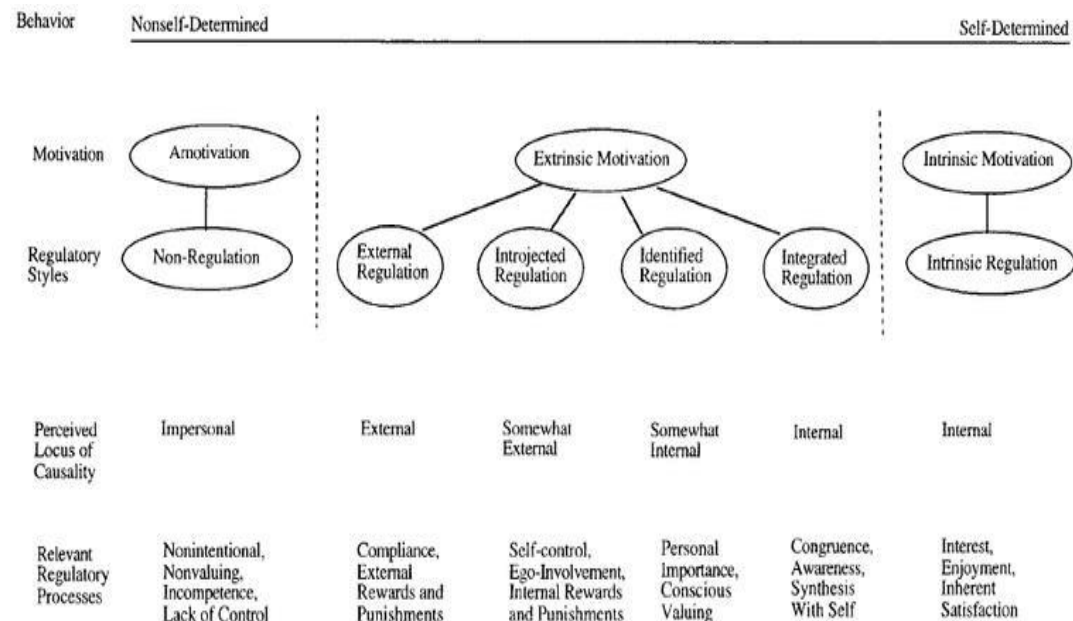 Behavior
Nonself-Determined
Self-Determined
Motivation
Amotivation
Extrinsic Motivation
Intrinsic Motivation
Regulatory
Styles
Non-Regulation
External
Regulation
Introjected
Regulation
Identified
Regulation
Integrated
Regulation
Intrinsic Regulation
Perceived
Locus of
Causality
Impersonal
External
Somewhat
External
Somewhat
Internal
Internal
Internal
Relevant
Regulatory
Processes
Nonintentional,
Nonvaluing,
Incompetence,
Lack of Control
Compliance,
External
Rewards and
Punishments
Self-control,
Ego-Involvement,
Internal Rewards
and Punishments
Personal
Importance,
Conscious
Valuing
Congruence,
Awareness,
Synthesis
With Self
Interest,
Enjoyment,
Inherent
Satisfaction